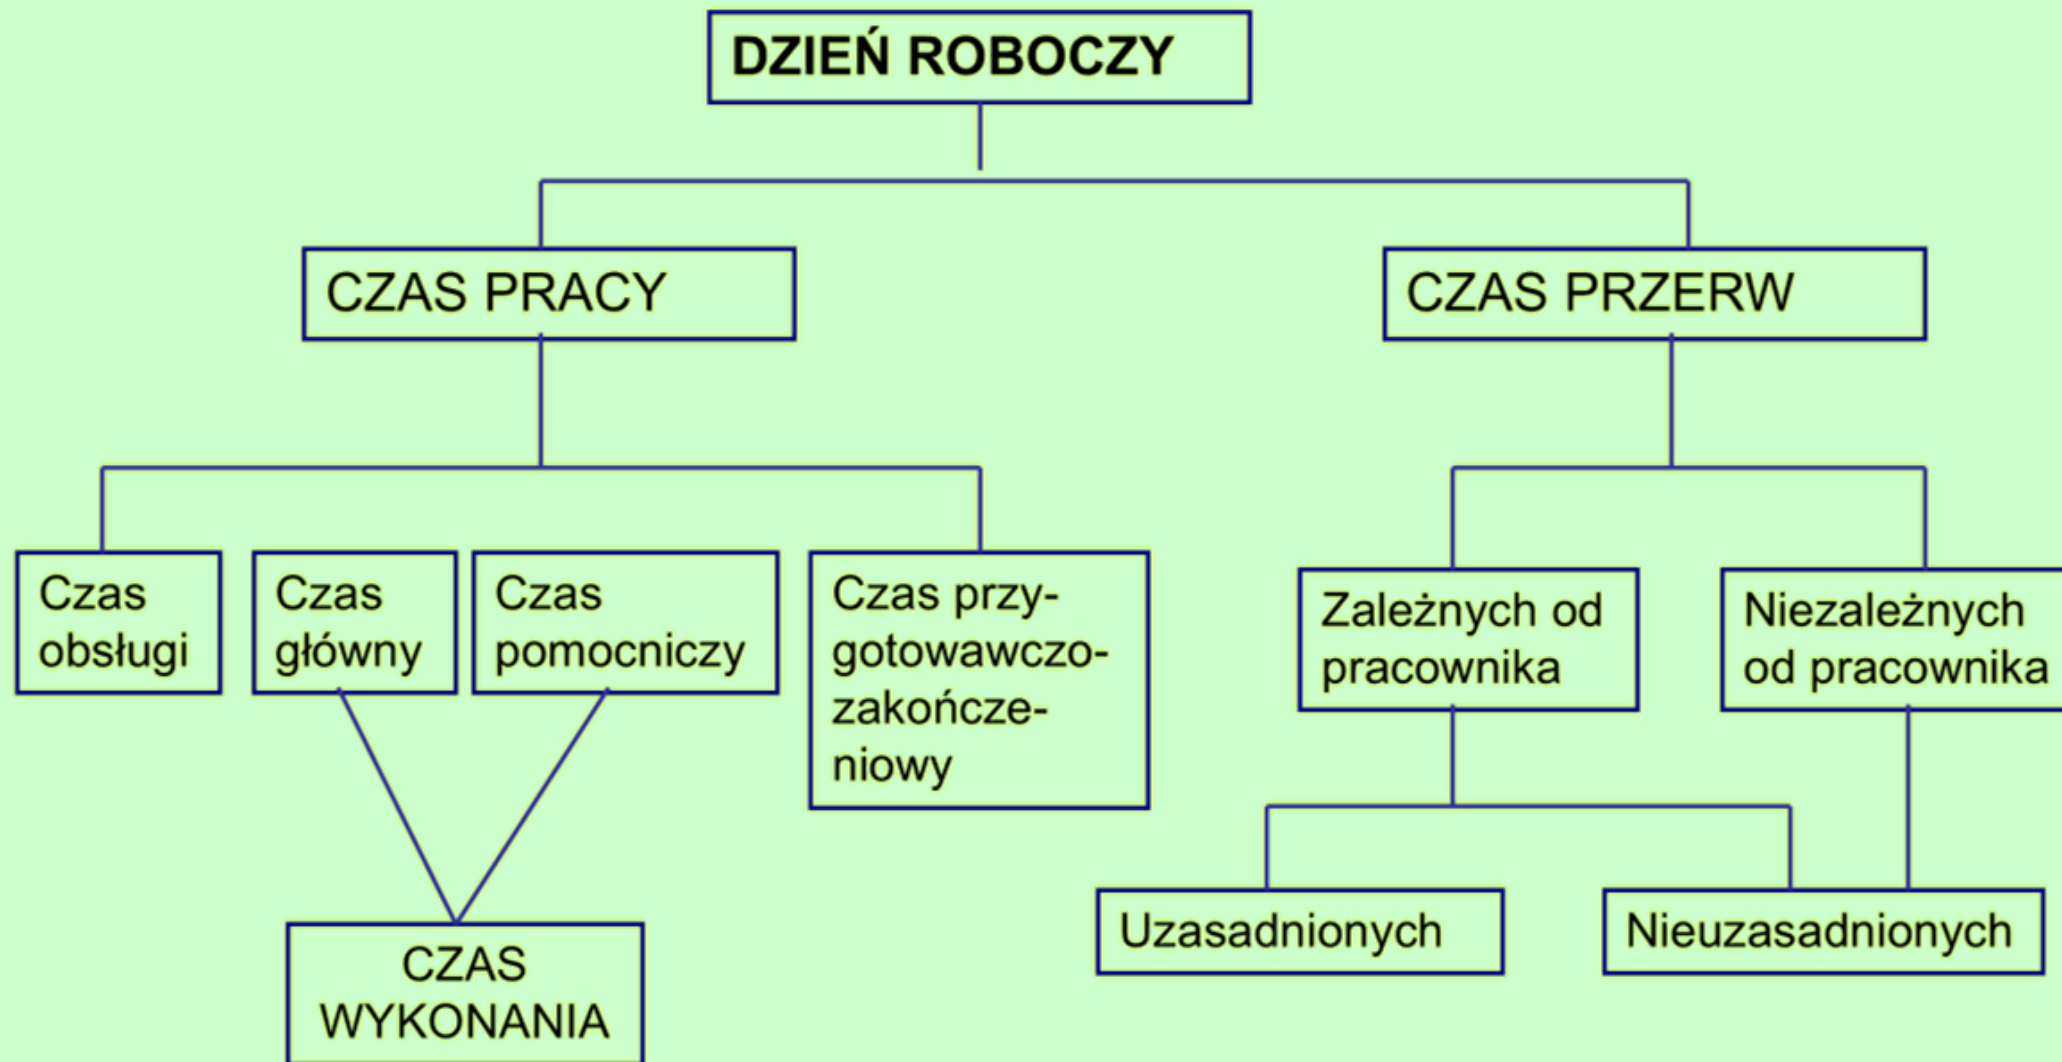 DZIEŃ ROBOCZY
CZAS PRACY
CZAS PRZERW
Czas
obsługi
Czas
główny
Czas
pomocniczy
Czas przy-
gotowawczo-
zakończe-
niowy
Zależnych od
pracownika
Niezależnych
od pracownika
Uzasadnionych
Nieuzasadnionych
CZAS
WYKONANIA